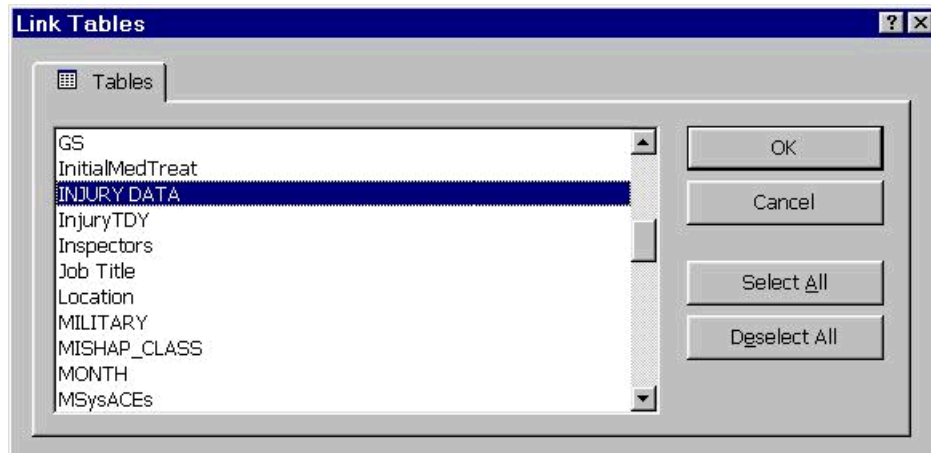 Link Tables
Tables
GS
InitialMedTreat
INJURY DATA
InjuryTDY
Inspectors
Job Title
Location
MILITARY
MISHAP_CLASS
MONTH
MSysACEs
OK
Cancel
Select All
Deselect All